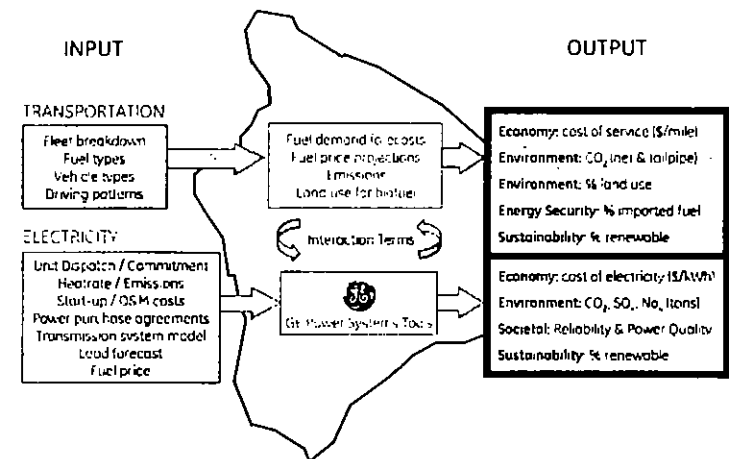 INPUT
OUTPUT
TRANSPORTATION
Fleet breakdown
Fuel types
Vehicle types
Driving patterns
Fuel demand forecasts
Fuel price projections
Emissions
Land use for biofuel
Economy: cost of service ($/mile)
Environment: CO₂ (net & tailpipe)
Environment: % land use
Energy Security: % imported fuel
Sustainability: % renewable
Interaction Terms
ELECTRICITY
Unit Dispatch / Commitment
Heatrate / Emissions
Start-up / O&M costs
Power purchase agreements
Transmission system model
Load forecast
Fuel price
GE
GE Power Systems Tools
Economy: cost of electricity ($/kWh)
Environment: CO₂, SOₓ, Noₓ (tons)
Societal: Reliability & Power Quality
Sustainability: % renewable